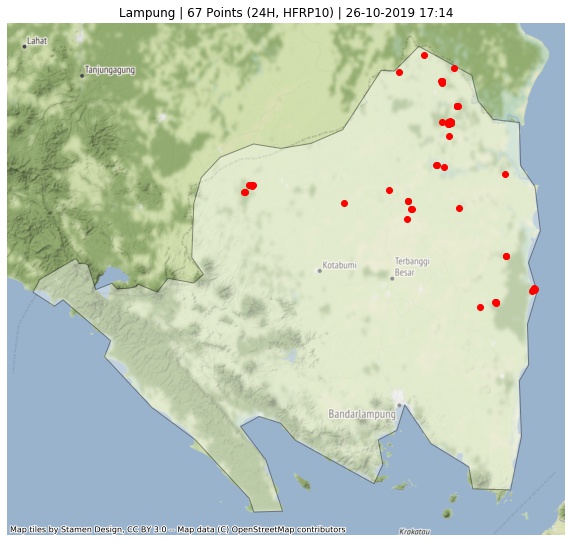 Lampung | 67 Points (24H, HFRP10) | 26-10-2019 17:14
Lahat
Tanjungagung
Kotabumi
Terbanggi
Besar
Bandarlampung
Krakatau
Map tiles by Stamen Design, CC BY 3.0 -- Map data (C) OpenStreetMap contributors